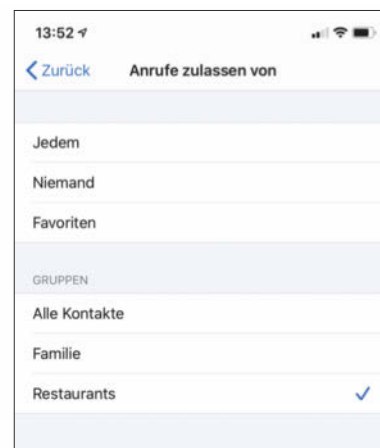 13:52
Zurück Anrufe zulassen von
Jedem
Niemand
Favoriten
GRUPPEN
Alle Kontakte
Familie
Restaurants